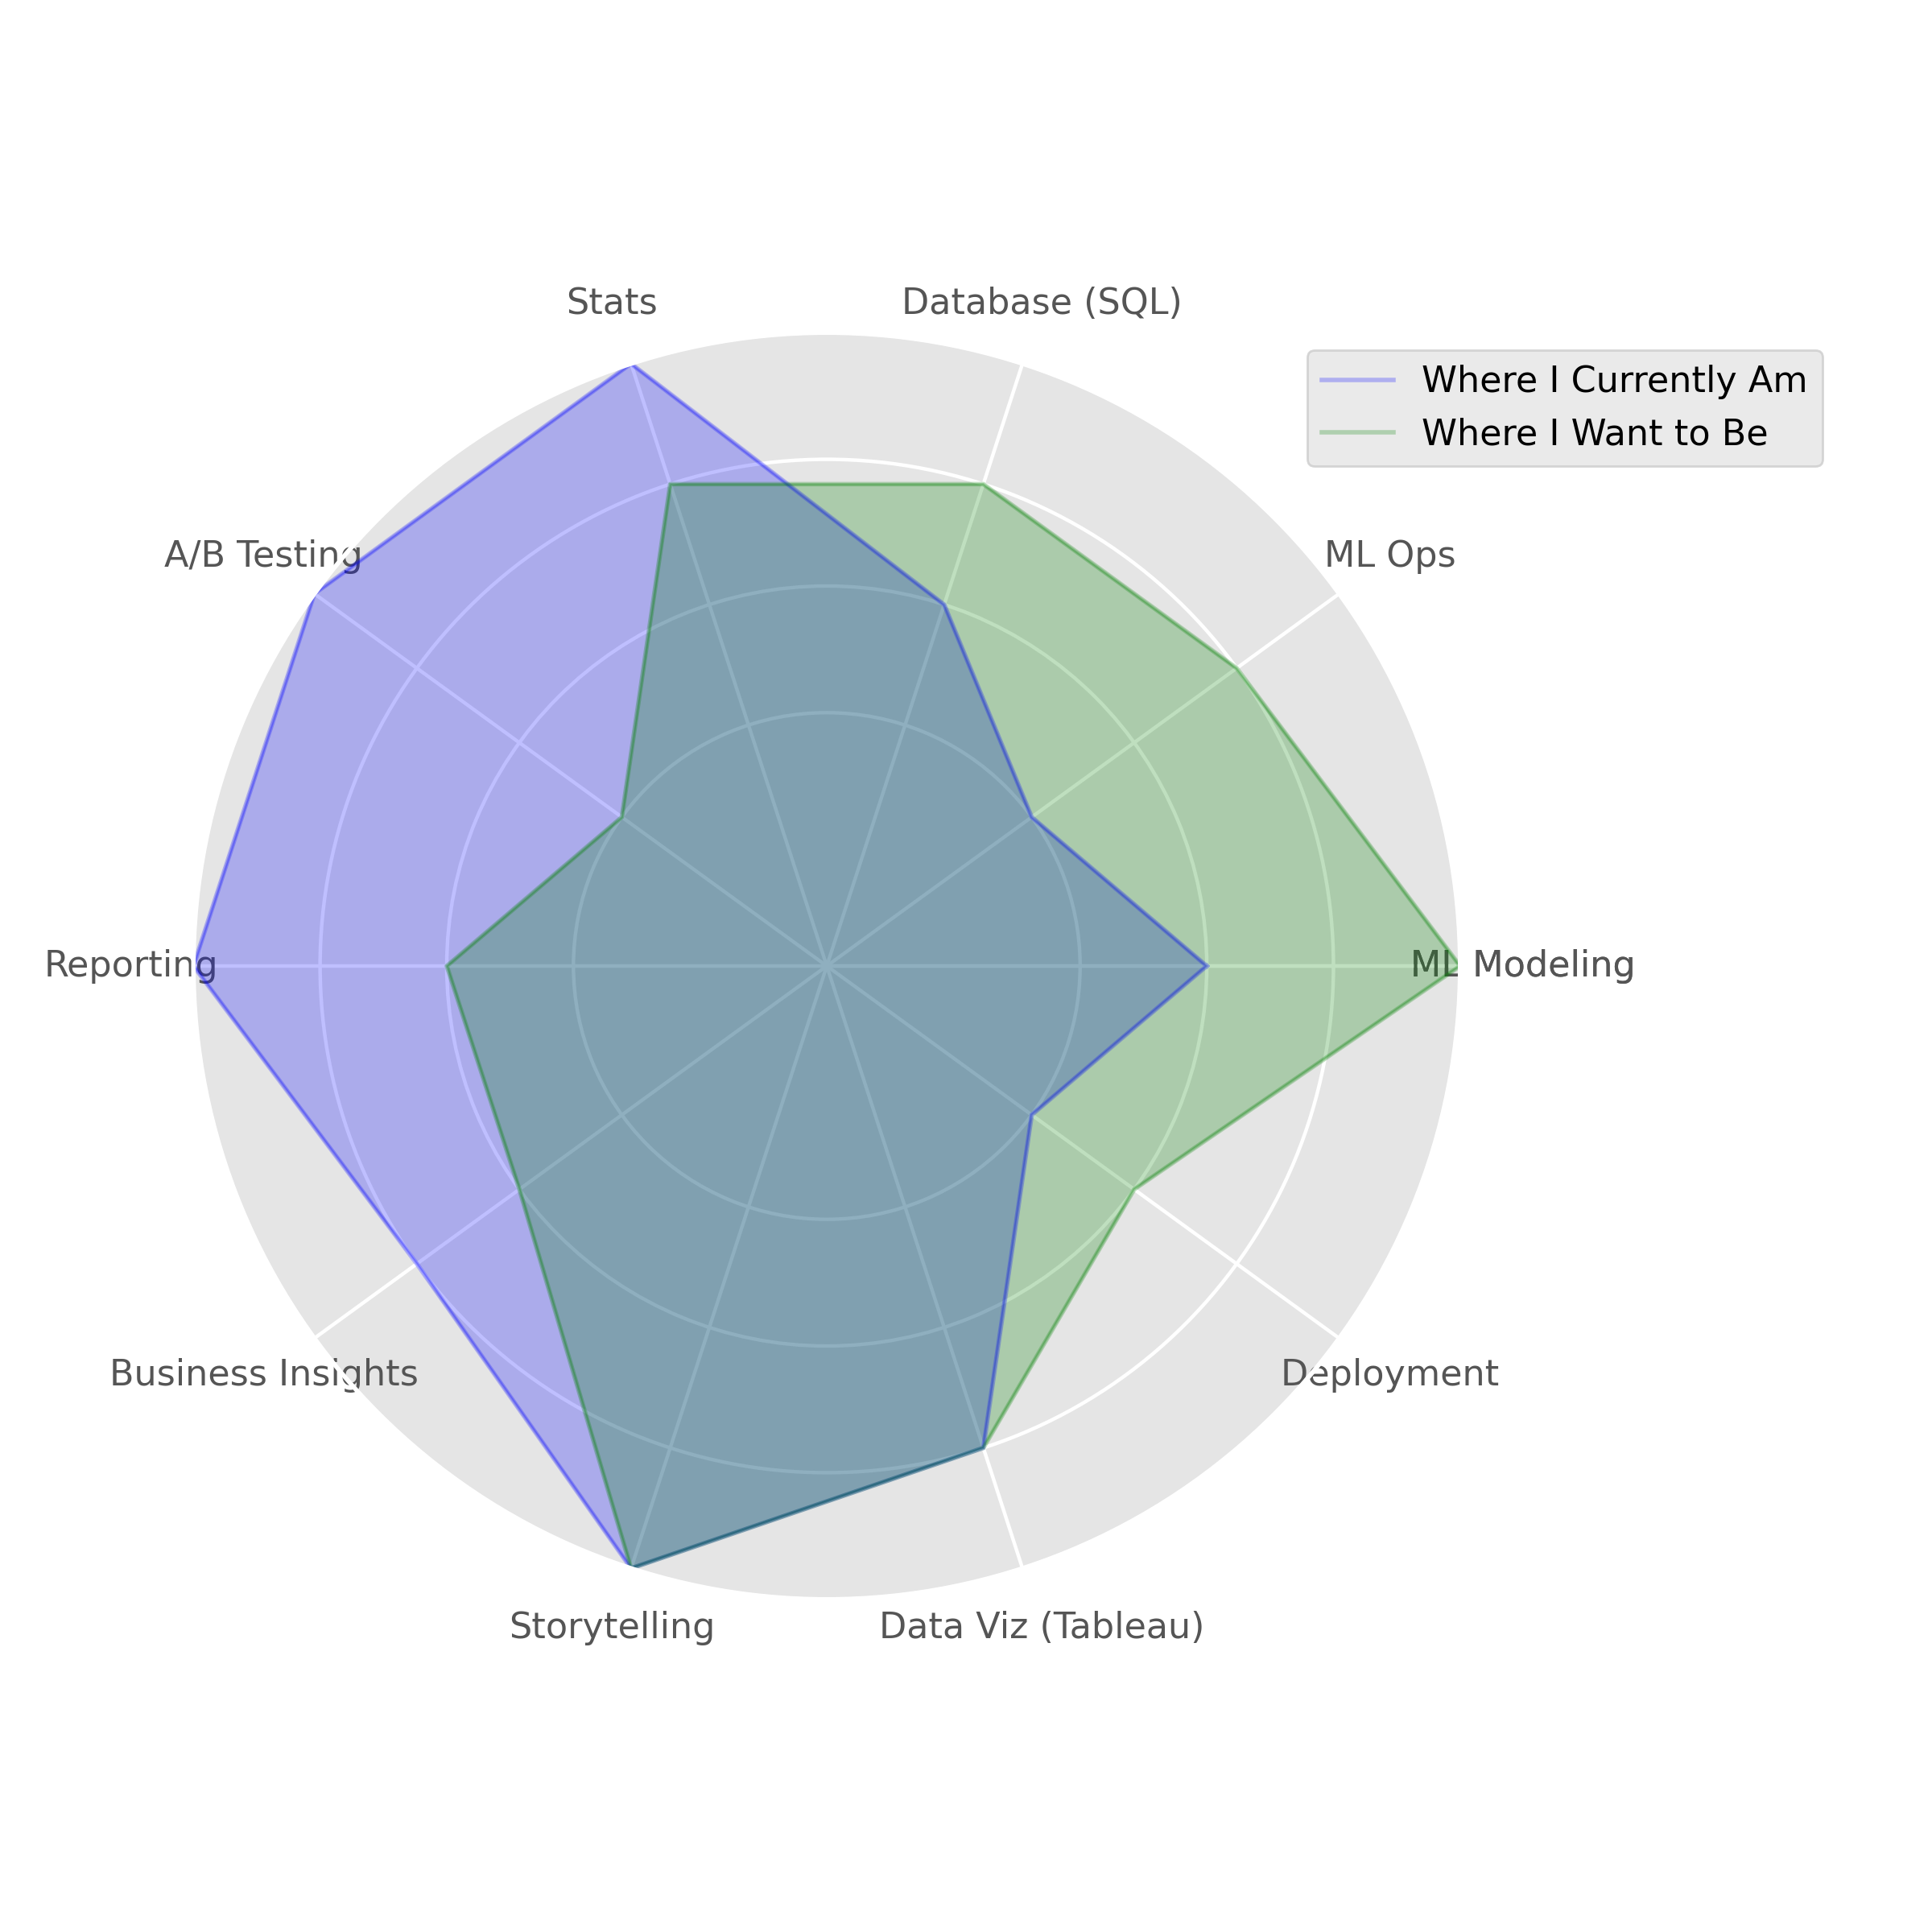 Stats
Database (SQL)
Where I Currently Am
Where I Want to Be
A/B Testing
ML Ops
Reporting
ML Modeling
Business Insights
Deployment
Storytelling
Data Viz (Tableau)